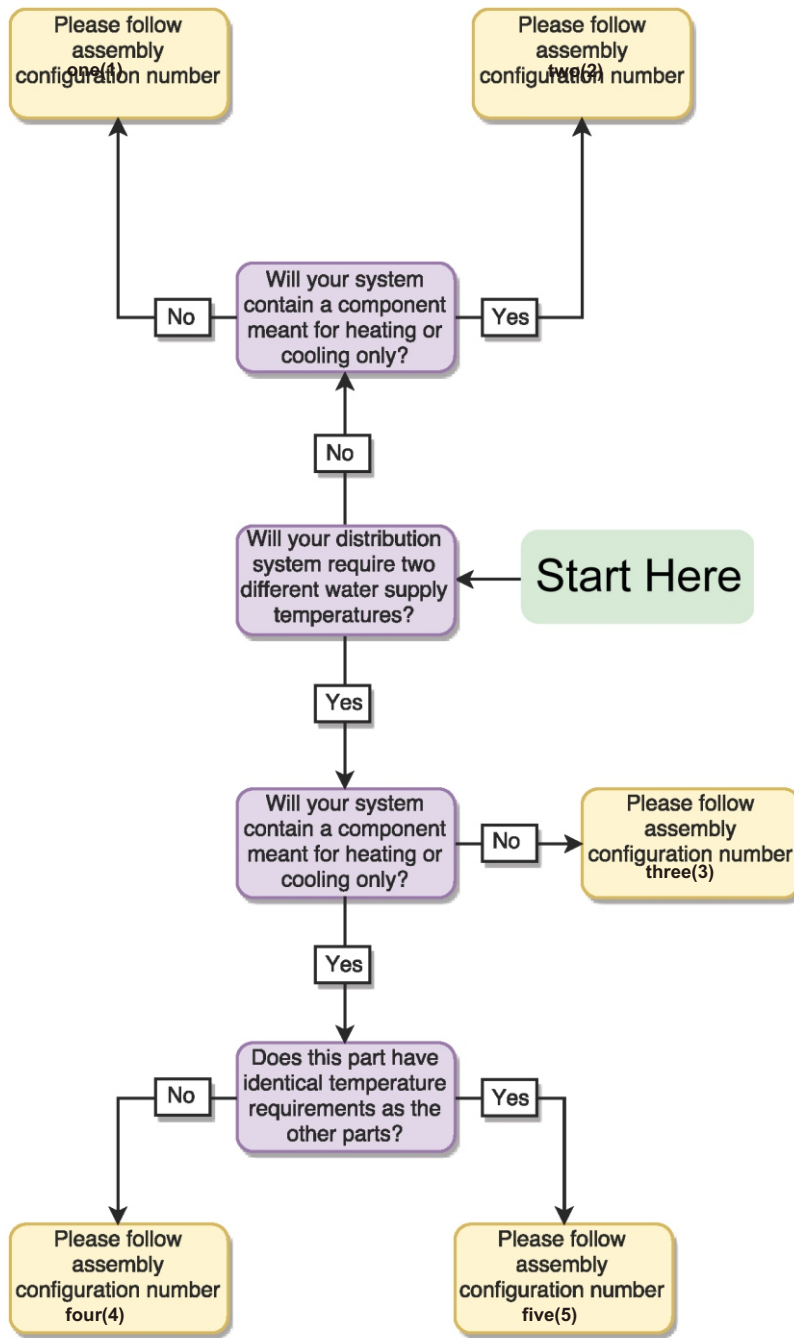 Please follow
assembly
configuration number
one(1)
Please follow
assembly
configuration number
two(2)
Will your system
contain a component
meant for heating or
cooling only?
No
Yes
No
Will your distribution
system require two
different water supply
temperatures?
Start Here
Yes
Will your system
contain a component
meant for heating or
cooling only?
No
Please follow
assembly
configuration number
three(3)
Yes
Does this part have
identical temperature
requirements as the
other parts?
No
Yes
Please follow
assembly
configuration number
four(4)
Please follow
assembly
configuration number
five(5)